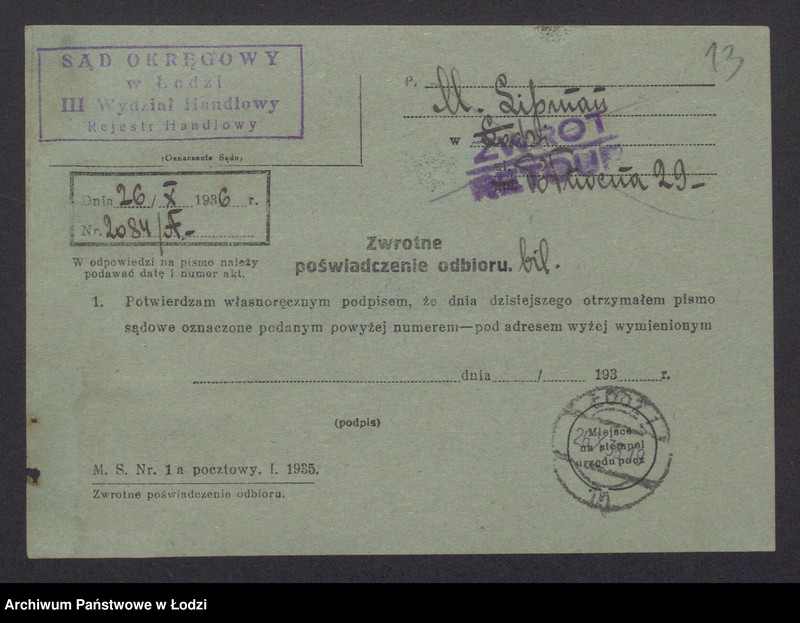 13
SĄD OKRĘGOWY
w Łodzi
III Wydział Handlowy
Rejestr Handlowy
(Oznaczenie Sądu)
P. M. Lipman
w Łodzi
ZWROT
29
Dnia 26/X 1936 r.
Nr. 2084/A.
W odpowiedzi na pismo należy
podawać datę i numer akt.
Zwrotne
poświadczenie odbioru. bil.
1. Potwierdzam własnoręcznym podpisem, że dnia dzisiejszego otrzymałem pismo
sądowe oznaczone podanym powyżej numerem—pod adresem wyżej wymienionym
dnia / 193 r.
(podpis)
ŁÓDŹ 1
Miejsce
na stempel
urzędu pocz
M. S. Nr. 1 a pocztowy. I. 1935.
Zwrotne poświadczenie odbioru.
Archiwum Państwowe w Łodzi